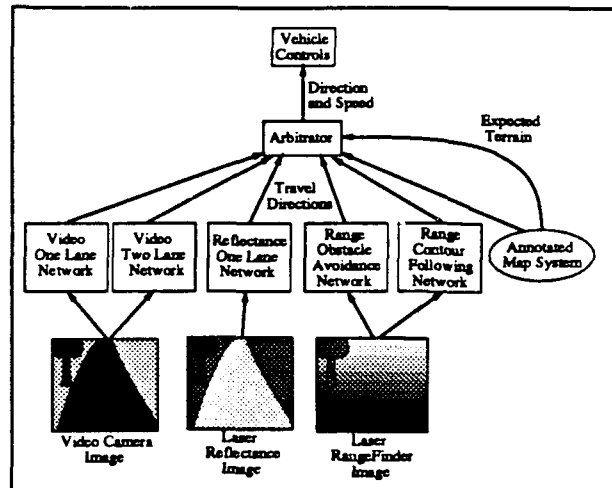 Vehicle
Controls
Direction
and Speed
Expected
Terrain
Arbitrator
Travel
Directions
Video
One Lane
Network
Video
Two Lane
Network
Reflectance
One Lane
Network
Range
Obstacle
Avoidance
Network
Range
Contour
Following
Network
Annotated
Map System
Video Camera
Image
Laser
Reflectance
Image
Laser
RangeFinder
Image